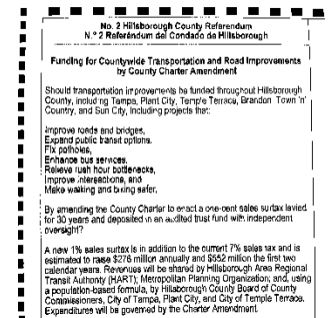 No. 2 Hillsborough County Referendum
N.º 2 Referéndum del Condado de Hillsborough
Funding for Countywide Transportation and Road Improvements
by County Charter Amendment
Should transportation improvements be funded throughout Hillsborough
County, including Tampa, Plant City, Temple Terrace, Brandon, Town 'n'
Country, and Sun City, including projects that:
Improve roads and bridges,
Expand public transit options,
Fix potholes,
Enhance bus services,
Relieve rush hour bottlenecks,
Improve intersections, and
Make walking and biking safer,
By amending the County Charter to enact a one-cent sales surtax levied
for 30 years and deposited in an audited trust fund with independent
oversight?
A new 1% sales surtax is in addition to the current 7% sales tax and is
estimated to raise $276 million annually and $552 million the first two
calendar years. Revenues will be shared by Hillsborough Area Regional
Transit Authority (HART); Metropolitan Planning Organization; and, using
a population-based formula, by Hillsborough County Board of County
Commissioners, City of Tampa, Plant City, and City of Temple Terrace.
Expenditures will be governed by the Charter Amendment.